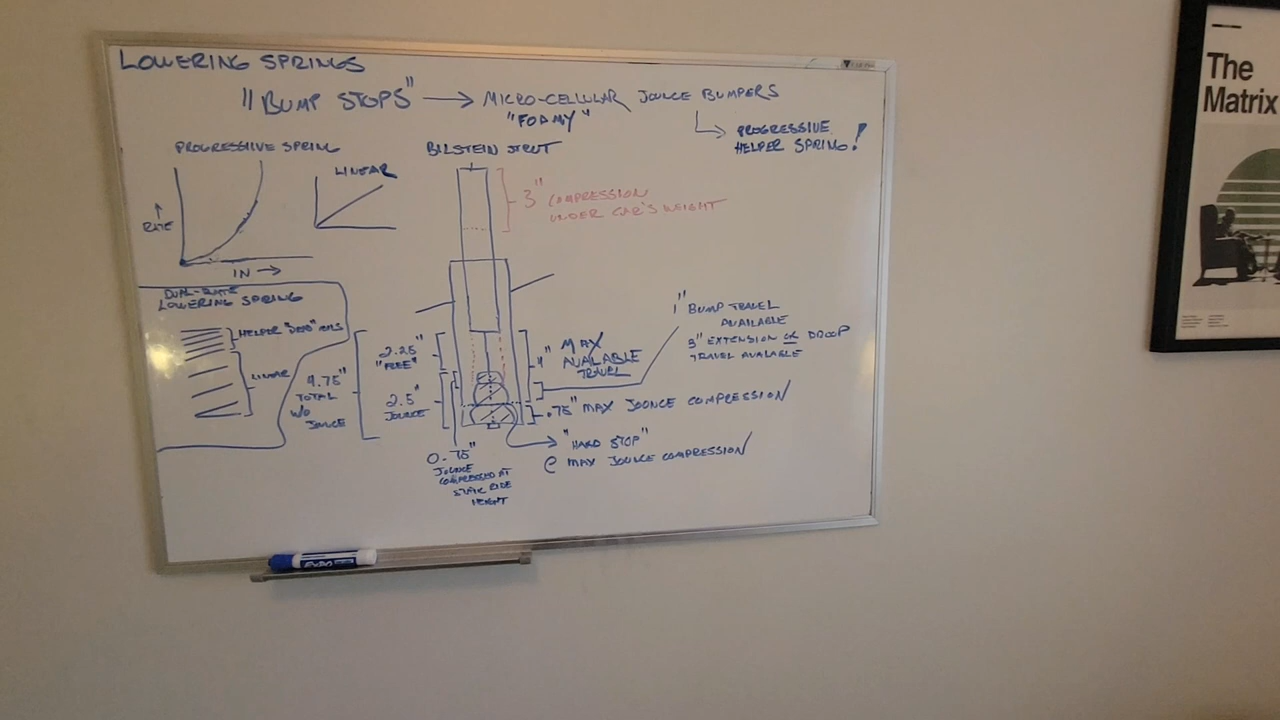 LOWERING SPRINGS
"BUMP STOPS" → MICRO-CELLULAR JOUNCE BUMPERS
"FOAMY"
PROGRESSIVE
HELPER SPRING!
PROGRESSIVE SPRING
LINEAR
↑
RATE
IN →
BILSTEIN STRUT
3" COMPRESSION
UNDER CAR'S WEIGHT
DUAL-RATE
LOWERING SPRING
HELPER "DEAD" COILS
LINEAR
4.75"
TOTAL
W/O
JOUNCE
2.25"
"FREE"
2.5"
JOUNCE
4" MAX
AVAILABLE
TRAVEL
1" BUMP TRAVEL
AVAILABLE
3" EXTENSION OR DROOP
TRAVEL AVAILABLE
.75" MAX JOUNCE COMPRESSION
"HARD STOP"
@ MAX JOUNCE COMPRESSION
0.75"
JOUNCE
COMPRESSED AT
STATIC RIDE
HEIGHT
EXPO
The
Matrix